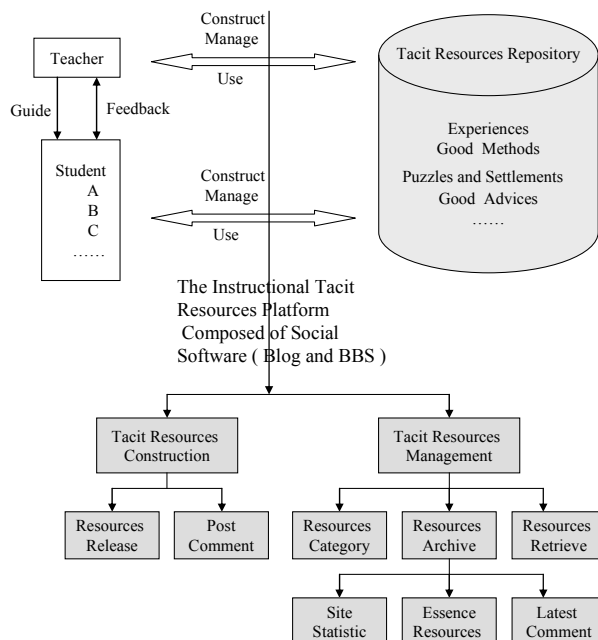 Construct
Manage
Use
Teacher
Guide
Feedback
Student
A
B
C
......
Construct
Manage
Use
Tacit Resources Repository
Experiences
Good Methods
Puzzles and Settlements
Good Advices
......
The Instructional Tacit
Resources Platform
Composed of Social
Software ( Blog and BBS )
Tacit Resources
Construction
Tacit Resources
Management
Resources
Release
Post
Comment
Resources
Category
Resources
Archive
Resources
Retrieve
Site
Statistic
Essence
Resources
Latest
Comment